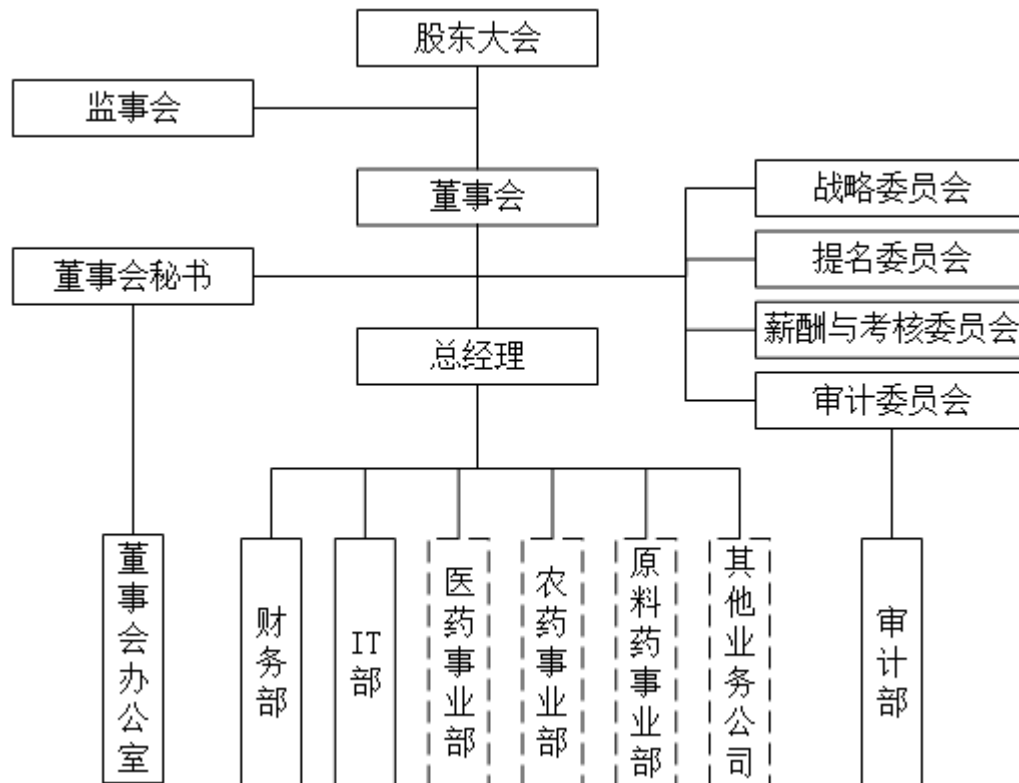 股东大会
监事会
董事会
战略委员会
董事会秘书
提名委员会
总经理
薪酬与考核委员会
审计委员会
董事会办公室
财务部
IT部
医药事业部
农药事业部
原料药事业部
其他业务公司
审计部